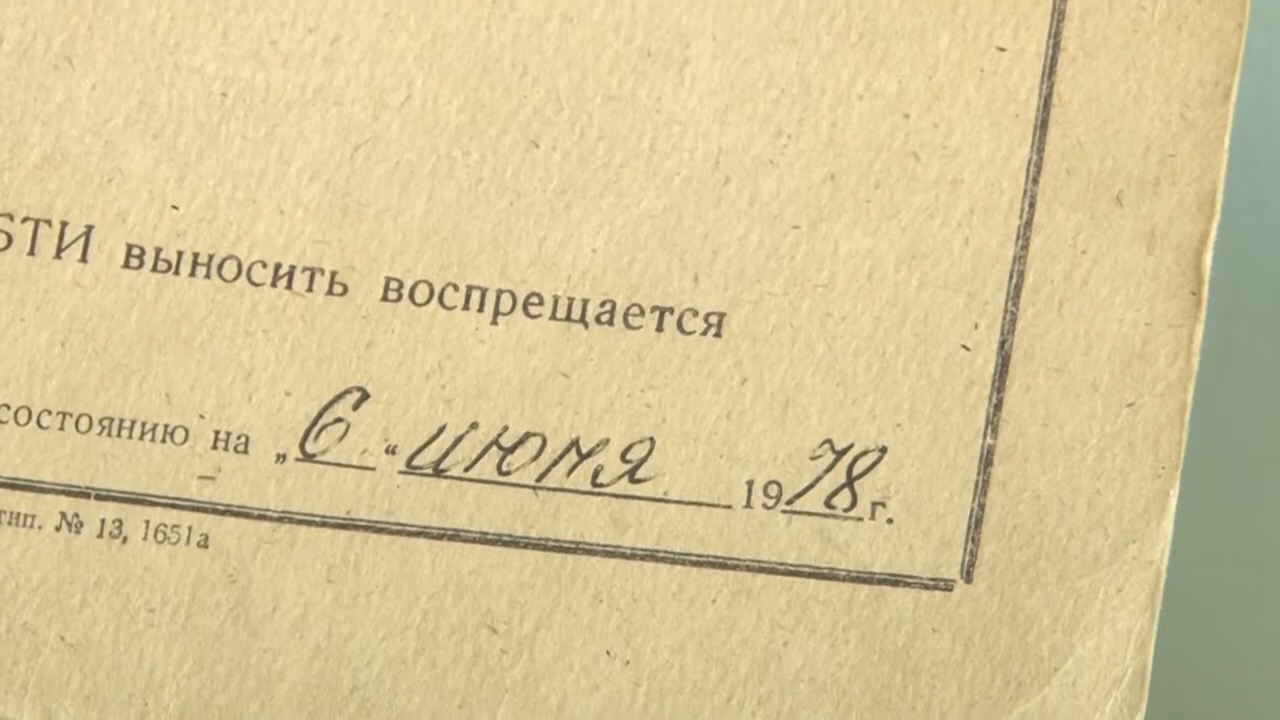 БТИ выносить воспрещается
состоянию на „6“ июня 1978 г.
тип. № 13, 1651а